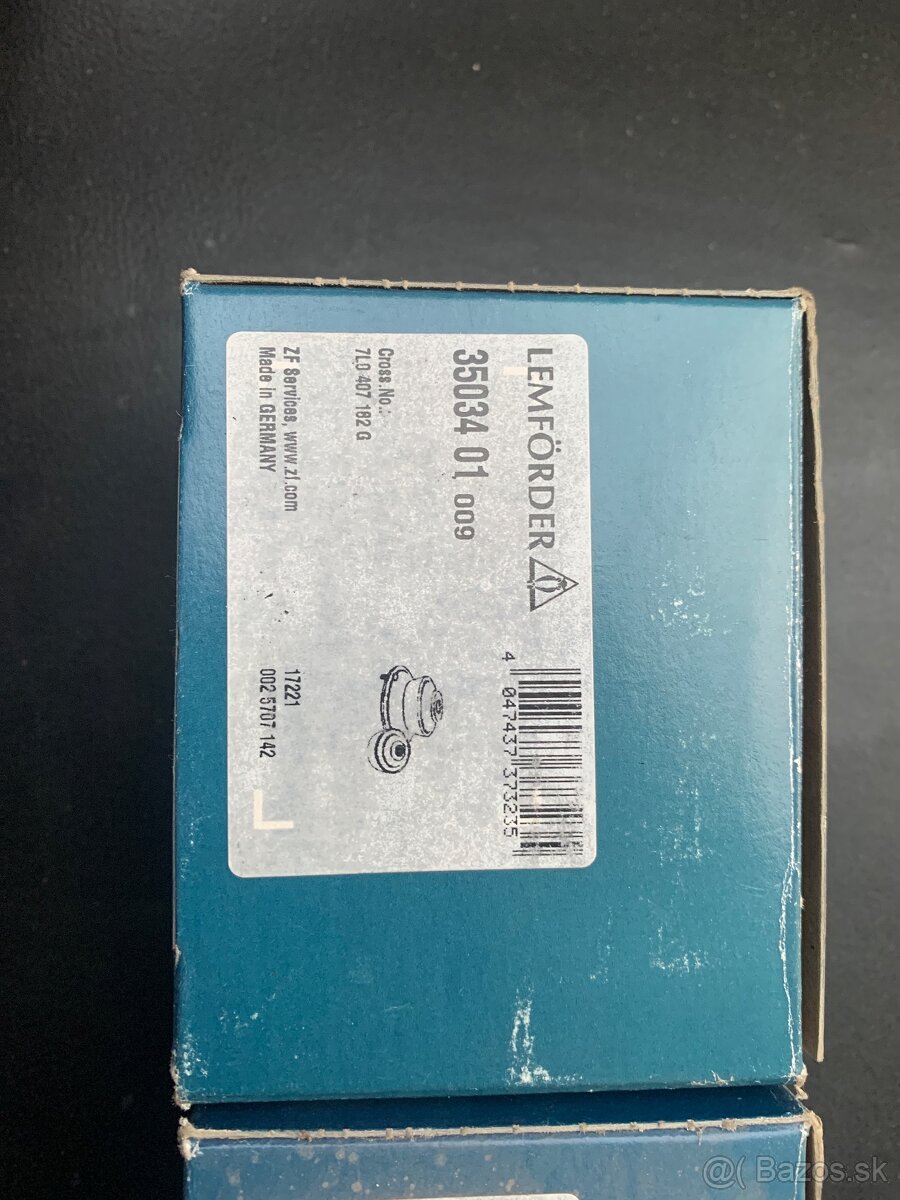 LEMFÖRDER
35034 01 009
Cross.No.:
7L0 407 182 G
ZF Services, www.zf.com
Made in GERMANY
17221
002 5707 142
4 047437 373235
@( Bazos.sk